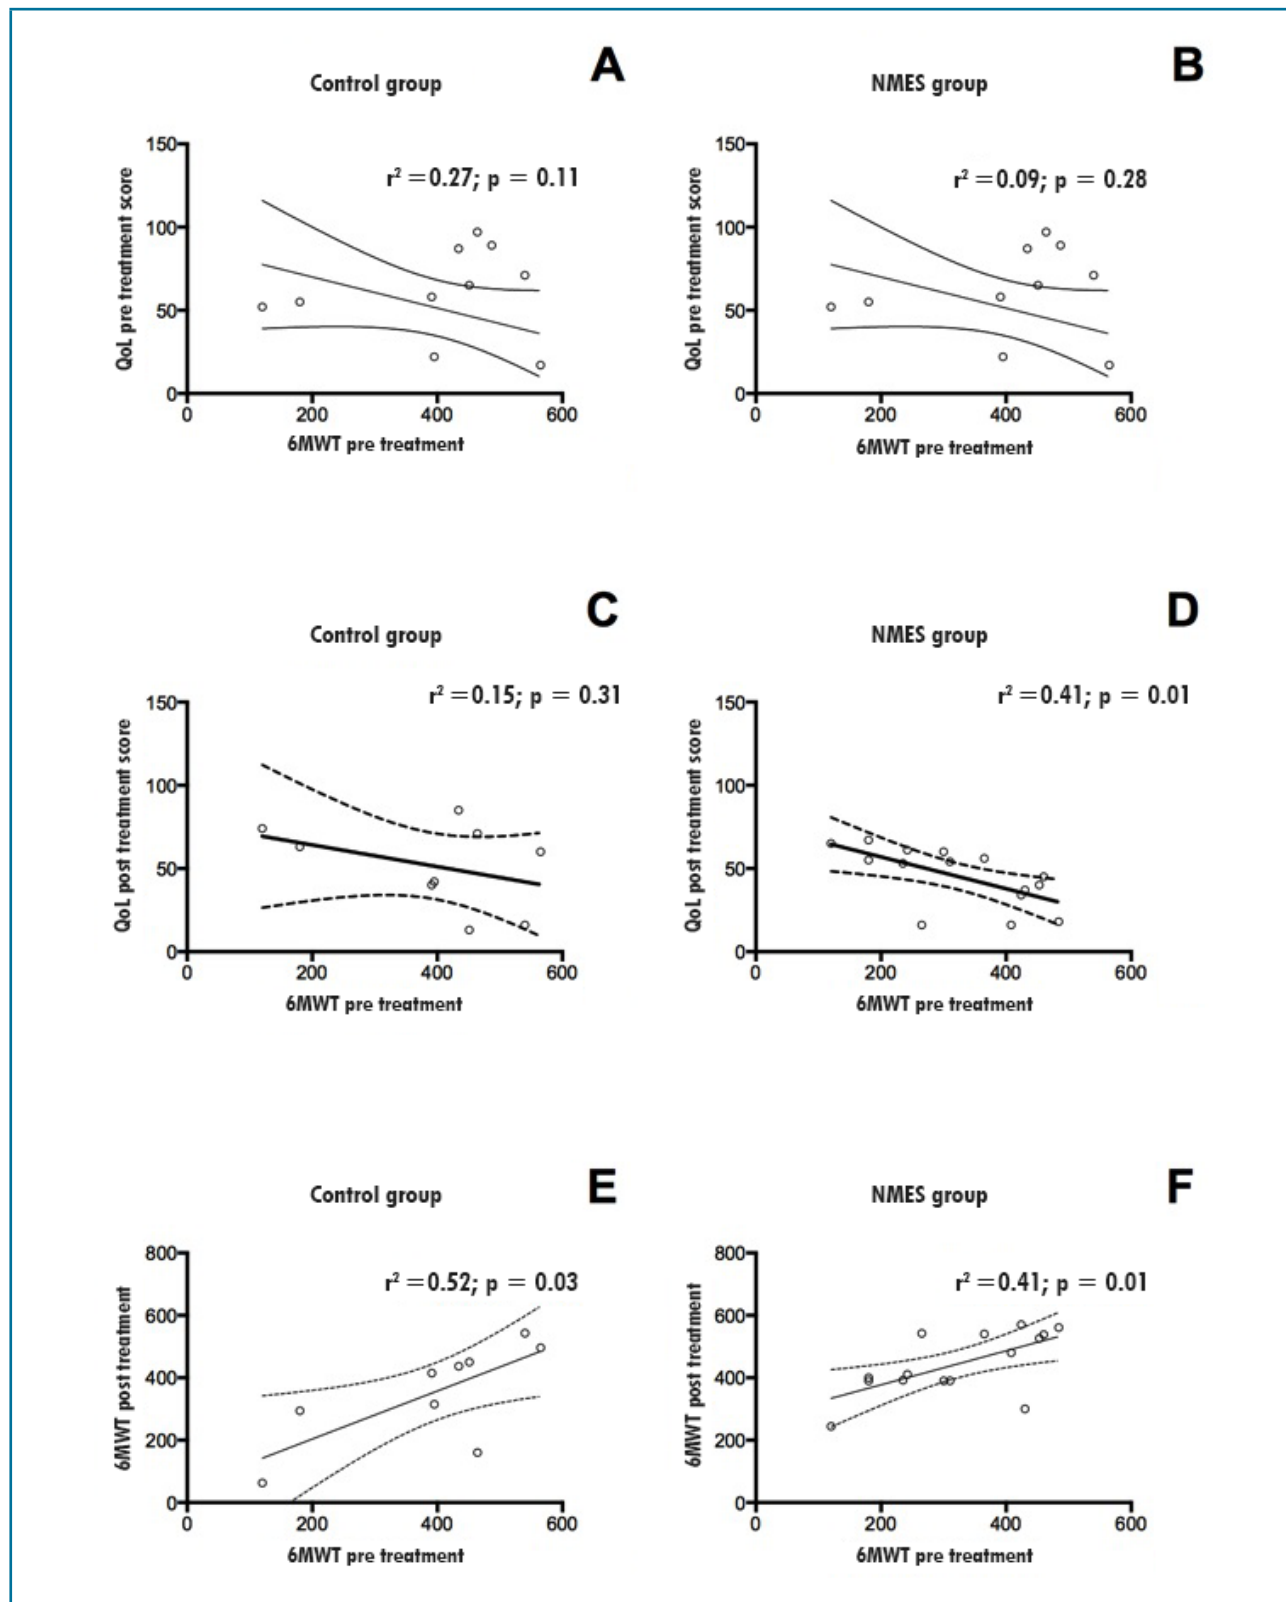 A
Control group
r² = 0.27; p = 0.11
QoL pre treatment score
150
100
50
0
0 200 400 600
6MWT pre treatment
B
NMES group
r² = 0.09; p = 0.28
QoL pre treatment score
150
100
50
0
0 200 400 600
6MWT pre treatment
C
Control group
r² = 0.15; p = 0.31
QoL post treatment score
150
100
50
0
0 200 400 600
6MWT pre treatment
D
NMES group
r² = 0.41; p = 0.01
QoL post treatment score
150
100
50
0
0 200 400 600
6MWT pre treatment
E
Control group
r² = 0.52; p = 0.03
6MWT post treatment
800
600
400
200
0
0 200 400 600
6MWT pre treatment
F
NMES group
r² = 0.41; p = 0.01
6MWT post treatment
800
600
400
200
0
0 200 400 600
6MWT pre treatment